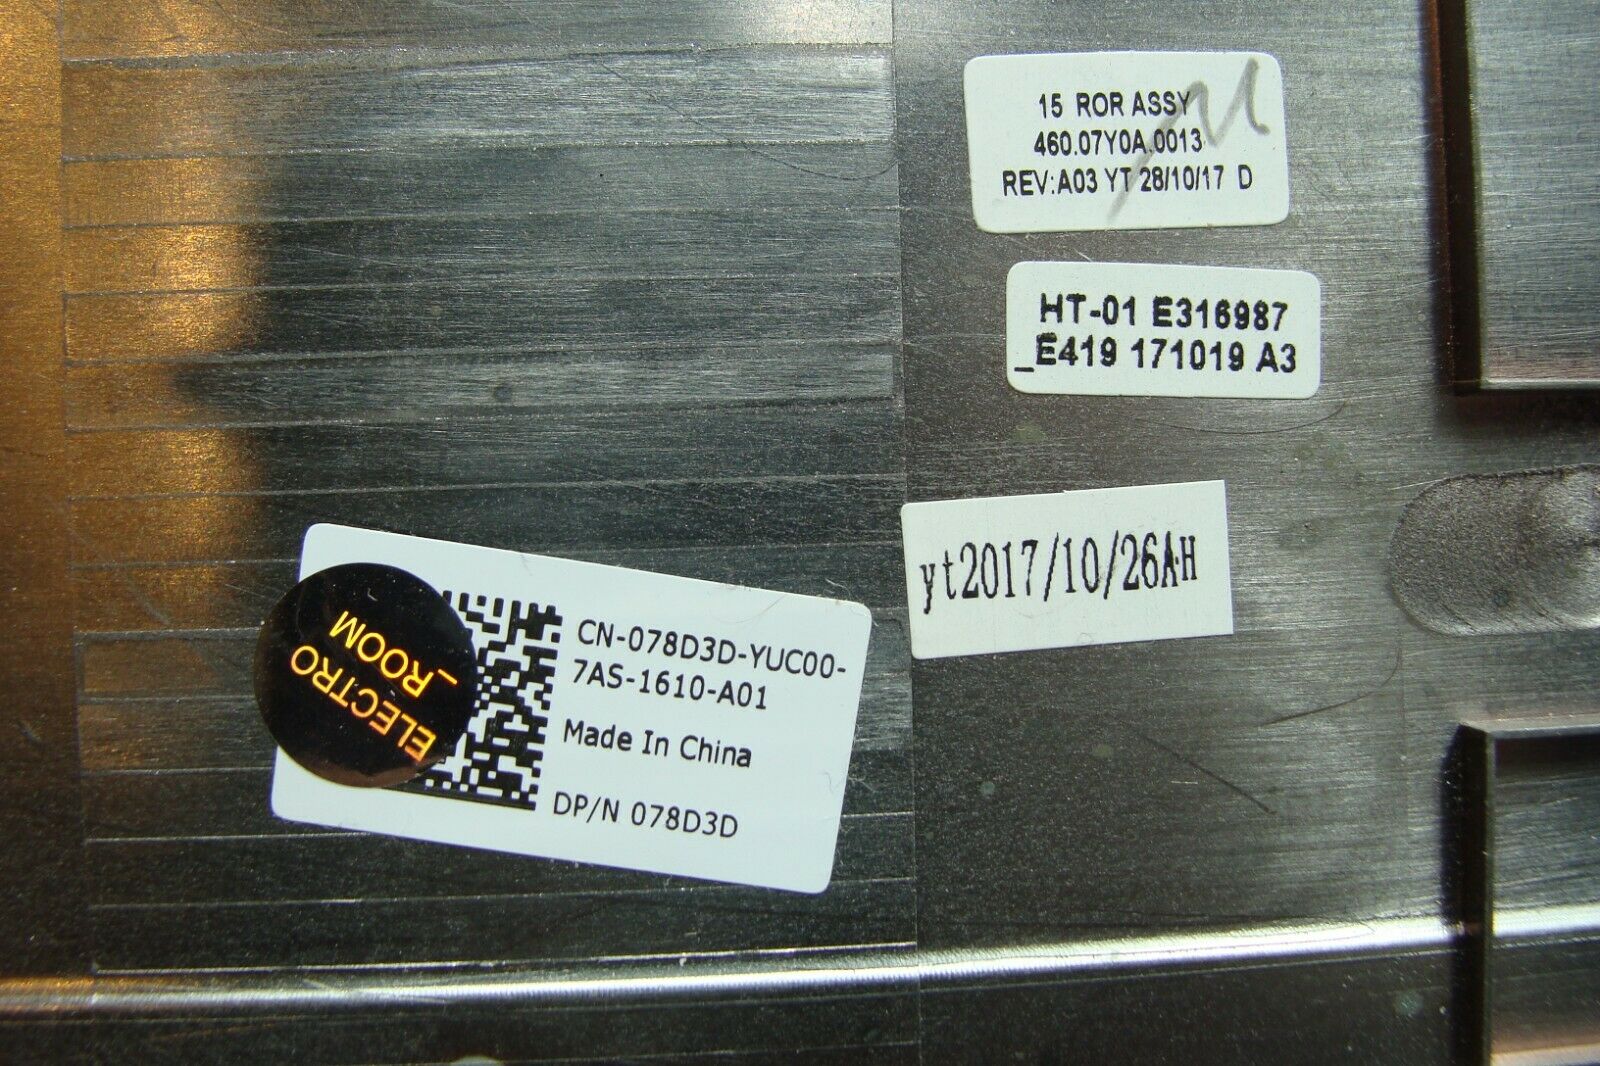 15 ROR ASSY
460.07Y0A.0013
REV:A03 YT 28/10/17 D
HT-01 E316987
_E419 171019 A3
yt2017/10/26A·H
CN-078D3D-YUC00-
7AS-1610-A01
Made In China
DP/N 078D3D
ELECTRO
_ROOM